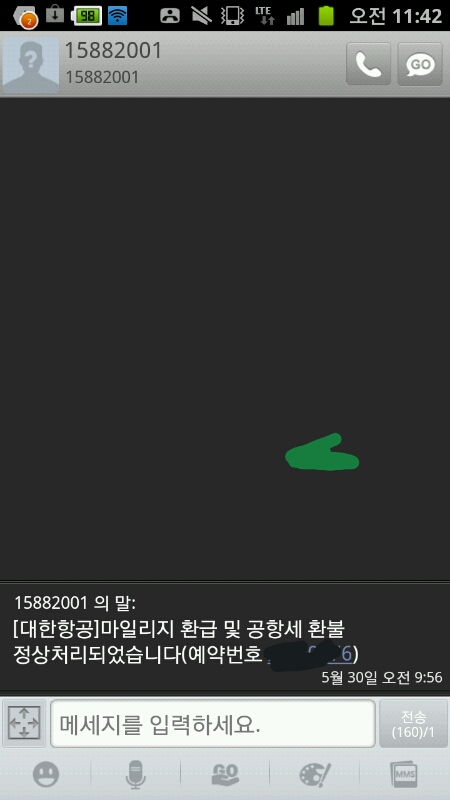 98
LTE
오전 11:42
15882001
15882001
GO
15882001 의 말:
[대한항공]마일리지 환급 및 공항세 환불
정상처리되었습니다(예약번호
5월 30일 오전 9:56
메세지를 입력하세요.
전송
(160)/1
GO
MMS